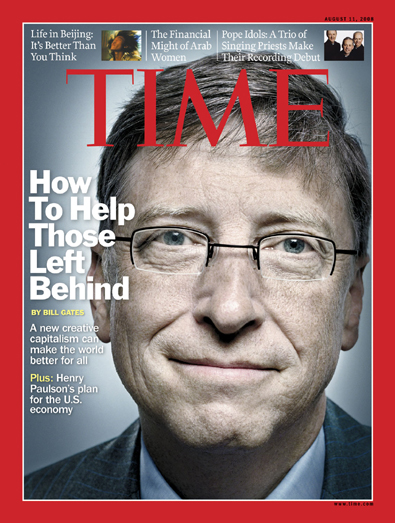 AUGUST 11, 2008
Life in Beijing:
It's Better Than
You Think
The Financial
Might of Arab
Women
Pope Idols: A Trio of
Singing Priests Make
Their Recording Debut
TIME
How
To Help
Those
Left
Behind
BY BILL GATES
A new creative
capitalism can
make the world
better for all
Plus: Henry
Paulson's plan
for the U.S.
economy
www.time.com